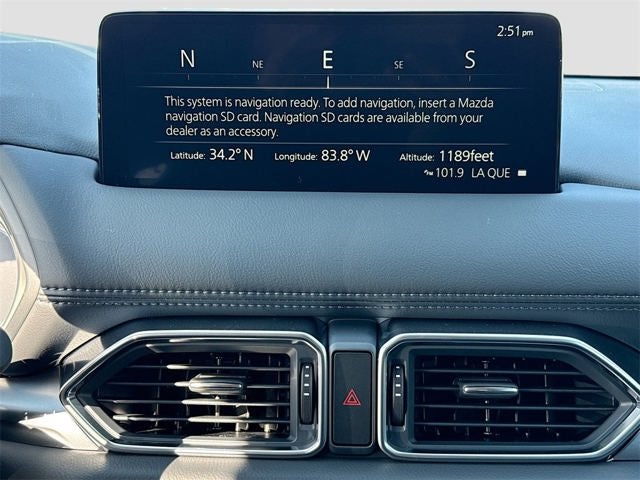 2:51pm
N NE E SE S
This system is navigation ready. To add navigation, insert a Mazda
navigation SD card. Navigation SD cards are available from your
dealer as an accessory.
Latitude: 34.2° N Longitude: 83.8° W Altitude: 1189feet
FM 101.9 LA QUE